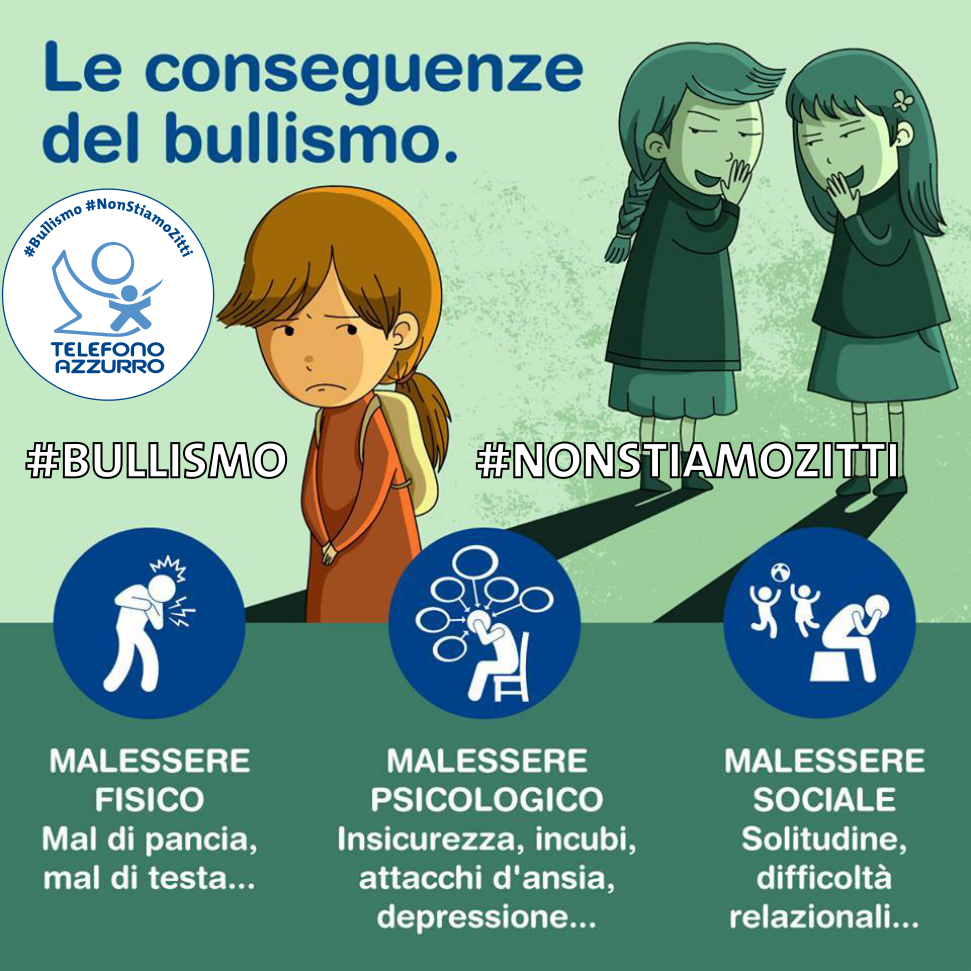 Le conseguenze
del bullismo.
#Bullismo #NonStiamoZitti
TELEFONO
AZZURRO
#BULLISMO
#NONSTIAMOZITTI
MALESSERE
FISICO
Mal di pancia,
mal di testa...
MALESSERE
PSICOLOGICO
Insicurezza, incubi,
attacchi d'ansia,
depressione...
MALESSERE
SOCIALE
Solitudine,
difficoltà
relazionali...